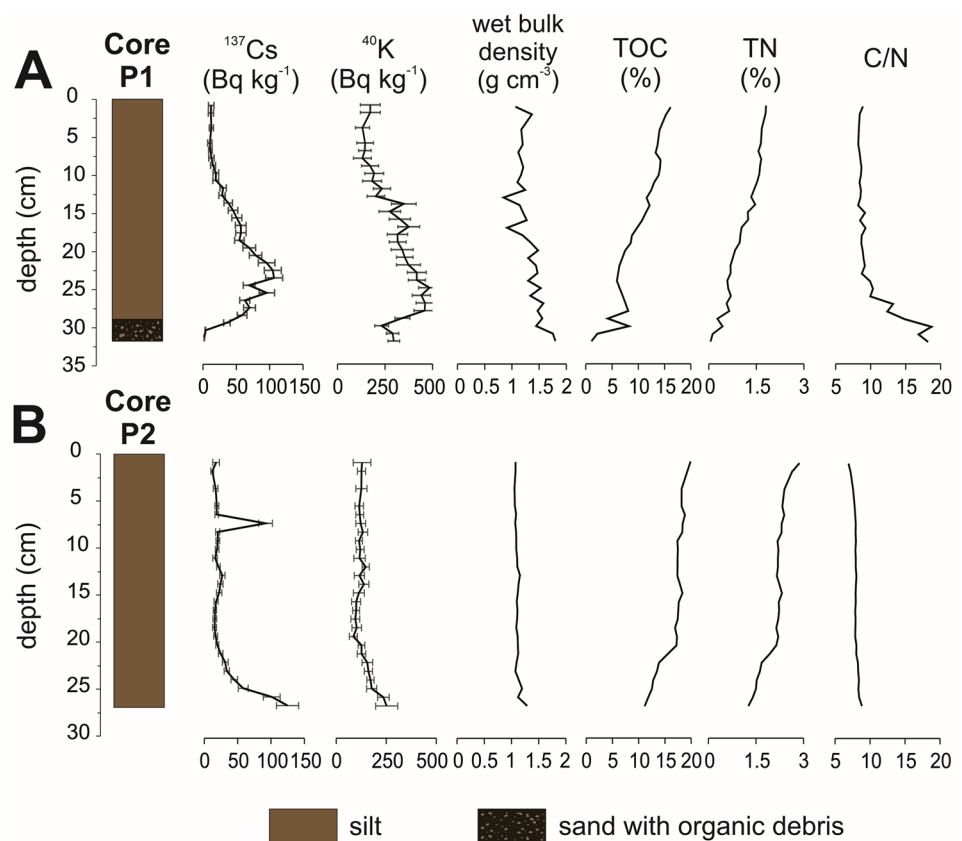 A
Core
P1
¹³⁷Cs
(Bq kg⁻¹)
⁴⁰K
(Bq kg⁻¹)
wet bulk
density
(g cm⁻³)
TOC
(%)
TN
(%)
C/N
depth (cm)
0
5
10
15
20
25
30
35
0 50 100 150
0 250 500
0 0.5 1 1.5 2
0 5 10 15 20
0 1.5 3
5 10 15 20
B
Core
P2
depth (cm)
0
5
10
15
20
25
30
0 50 100 150
0 250 500
0 0.5 1 1.5 2
0 5 10 15 20
0 1.5 3
5 10 15 20
silt
sand with organic debris